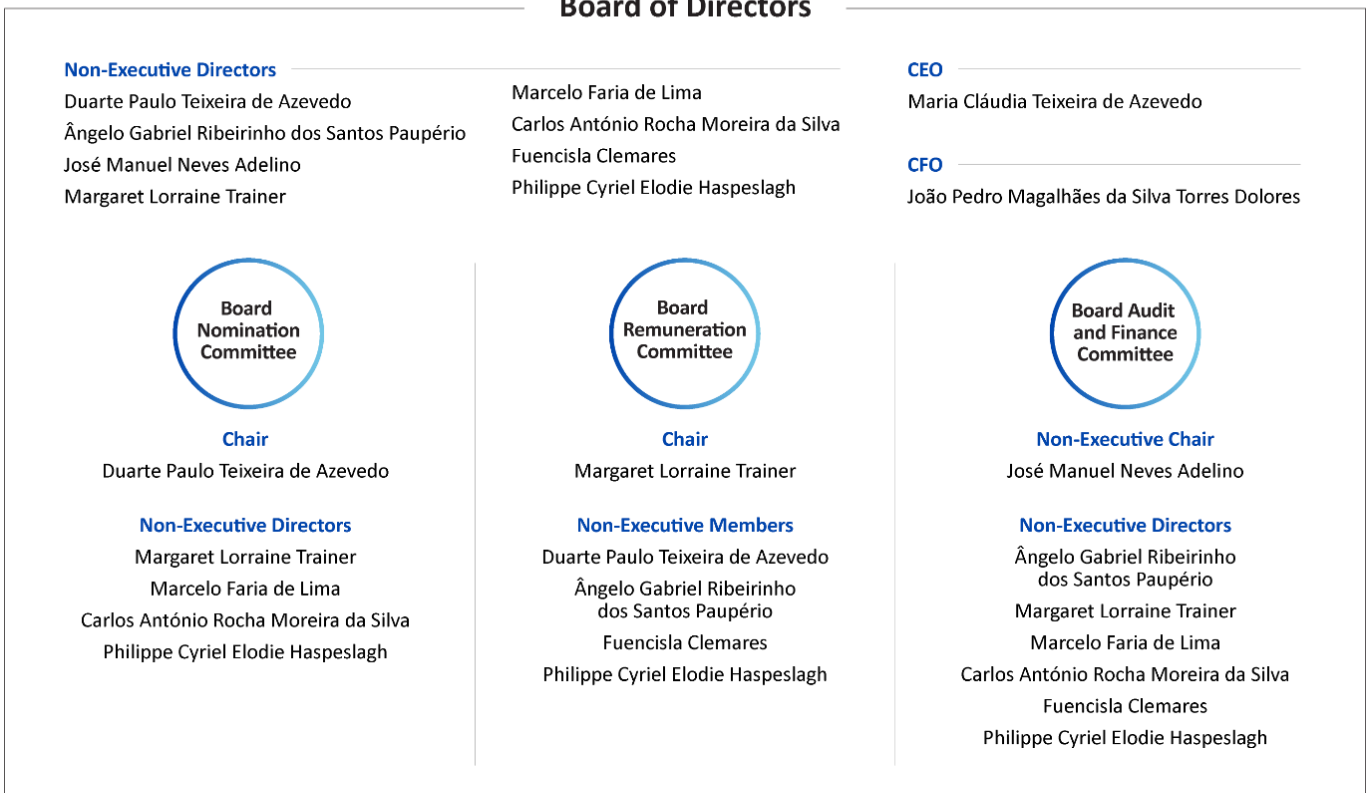 Board of Directors
Non-Executive Directors
Duarte Paulo Teixeira de Azevedo
Ângelo Gabriel Ribeirinho dos Santos Paupério
José Manuel Neves Adelino
Margaret Lorraine Trainer
Marcelo Faria de Lima
Carlos António Rocha Moreira da Silva
Fuencisla Clemares
Philippe Cyriel Elodie Haspeslagh
CEO
Maria Cláudia Teixeira de Azevedo
CFO
João Pedro Magalhães da Silva Torres Dolores
Board
Nomination
Committee
Chair
Duarte Paulo Teixeira de Azevedo
Non-Executive Directors
Margaret Lorraine Trainer
Marcelo Faria de Lima
Carlos António Rocha Moreira da Silva
Philippe Cyriel Elodie Haspeslagh
Board
Remuneration
Committee
Chair
Margaret Lorraine Trainer
Non-Executive Members
Duarte Paulo Teixeira de Azevedo
Ângelo Gabriel Ribeirinho
dos Santos Paupério
Fuencisla Clemares
Philippe Cyriel Elodie Haspeslagh
Board Audit
and Finance
Committee
Non-Executive Chair
José Manuel Neves Adelino
Non-Executive Directors
Ângelo Gabriel Ribeirinho
dos Santos Paupério
Margaret Lorraine Trainer
Marcelo Faria de Lima
Carlos António Rocha Moreira da Silva
Fuencisla Clemares
Philippe Cyriel Elodie Haspeslagh